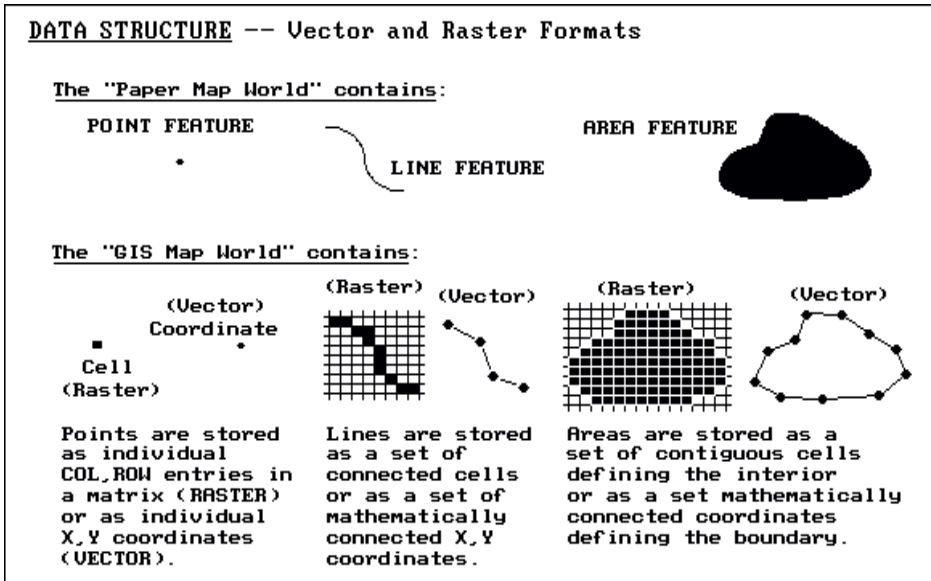 DATA STRUCTURE -- Vector and Raster Formats
The "Paper Map World" contains:
POINT FEATURE
LINE FEATURE
AREA FEATURE
The "GIS Map World" contains:
(Vector)
Coordinate
Cell
(Raster)
(Raster)
(Vector)
(Raster)
(Vector)
Points are stored
as individual
COL,ROW entries in
a matrix (RASTER)
or as individual
X,Y coordinates
(VECTOR).
Lines are stored
as a set of
connected cells
or as a set of
mathematically
connected X,Y
coordinates.
Areas are stored as a
set of contiguous cells
defining the interior
or as a set mathematically
connected coordinates
defining the boundary.